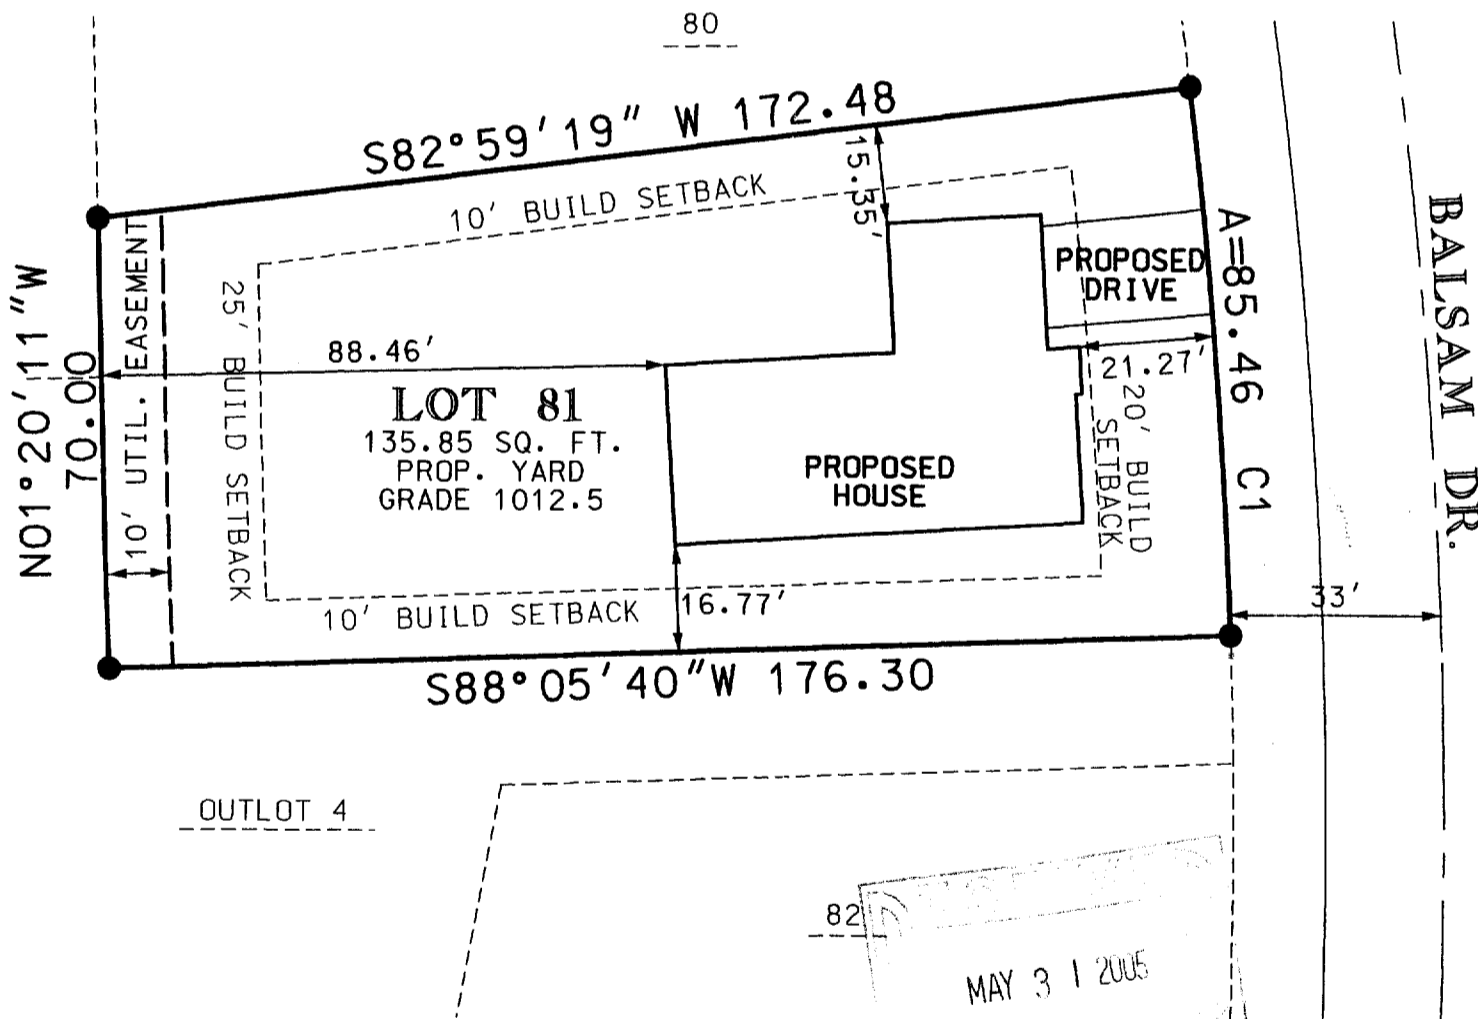 80
S82°59'19" W 172.48
10' BUILD SETBACK
15.35'
N01°20'11"W
70.00
10' UTIL. EASEMENT
25' BUILD SETBACK
88.46'
LOT 81
135.85 SQ. FT.
PROP. YARD
GRADE 1012.5
PROPOSED
DRIVE
PROPOSED
HOUSE
21.27'
20' BUILD
SETBACK
A=85.46 C1
BALSAM DR.
33'
10' BUILD SETBACK
16.77'
S88°05'40"W 176.30
OUTLOT 4
82
MAY 31 2005